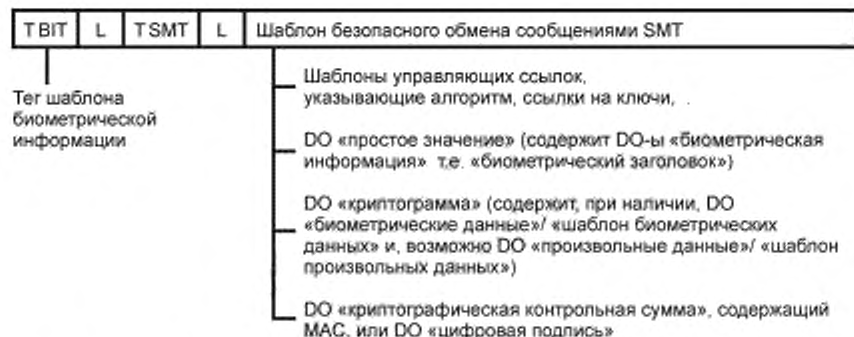 T BIT L T SMT L Шаблон безопасного обмена сообщениями SMT
Тег шаблона
биометрической
информации
Шаблоны управляющих ссылок,
указывающие алгоритм, ссылки на ключи, .
DO «простое значение» (содержит DO-ы «биометрическая
информация» т.е. «биометрический заголовок»)
DO «криптограмма» (содержит, при наличии, DO
«биометрические данные»/ «шаблон биометрических
данных» и, возможно DO «произвольные данные»/ «шаблон
произвольных данных»)
DO «криптографическая контрольная сумма», содержащий
MAC, или DO «цифровая подпись»